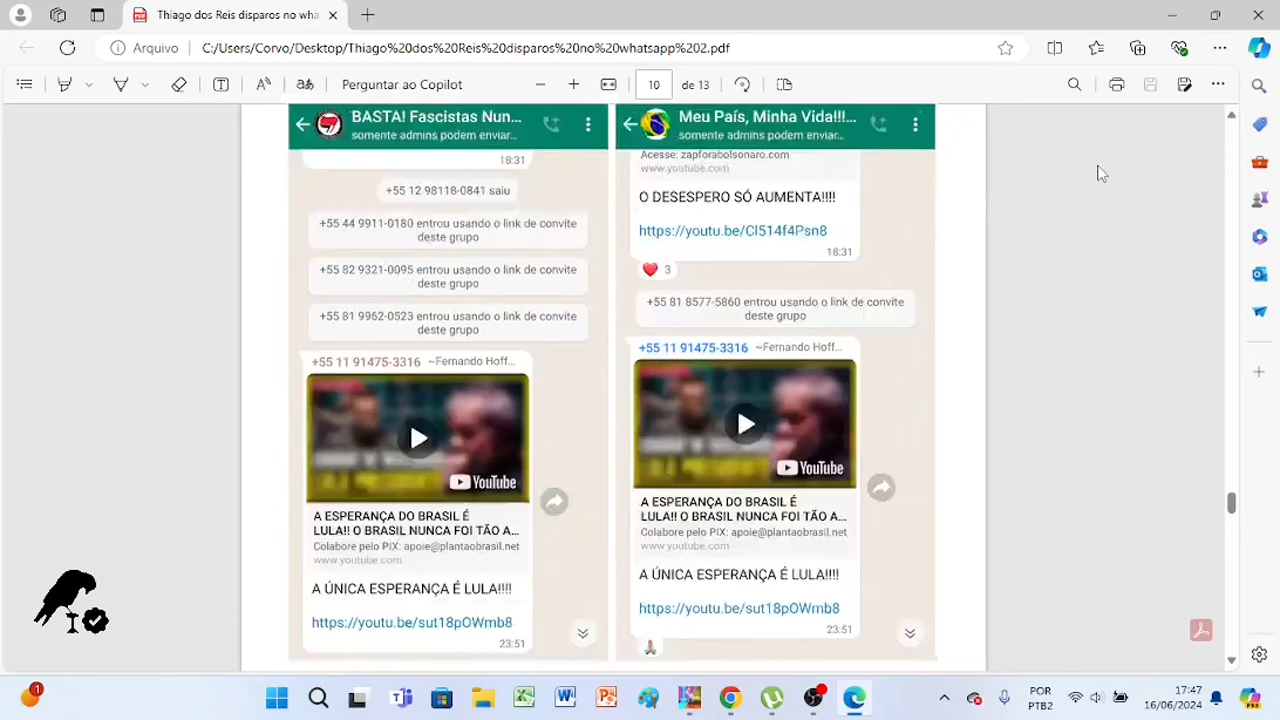 Thiago dos Reis disparos no wha
Arquivo
C:/Users/Corvo/Desktop/Thiago%20dos%20Reis%20disparos%20no%20whatsapp%202.pdf
Perguntar ao Copilot
10
de 13
BASTA! Fascistas Nun...
somente admins podem enviar...
18:31
+55 12 98118-0841 saiu
+55 44 9911-0180 entrou usando o link de convite
deste grupo
+55 82 9321-0095 entrou usando o link de convite
deste grupo
+55 81 9962-0523 entrou usando o link de convite
deste grupo
+55 11 91475-3316 ~Fernando Hoff...
YouTube
A ESPERANÇA DO BRASIL É
LULA!! O BRASIL NUNCA FOI TÃO A...
Colabore pelo PIX: apoie@plantaobrasil.net
www.youtube.com
A ÚNICA ESPERANÇA É LULA!!!!
https://youtu.be/sut18pOWmb8
23:51
Meu País, Minha Vida!!!...
somente admins podem enviar...
Acesse: zapforabolsonaro.com
www.youtube.com
O DESESPERO SÓ AUMENTA!!!!
https://youtu.be/CI514f4Psn8
18:31
3
+55 81 8577-5860 entrou usando o link de convite
deste grupo
+55 11 91475-3316 ~Fernando Hoff...
YouTube
A ESPERANÇA DO BRASIL É
LULA!! O BRASIL NUNCA FOI TÃO A...
Colabore pelo PIX: apoie@plantaobrasil.net
www.youtube.com
A ÚNICA ESPERANÇA É LULA!!!!
https://youtu.be/sut18pOWmb8
23:51
1
POR
PTB2
17:47
16/06/2024